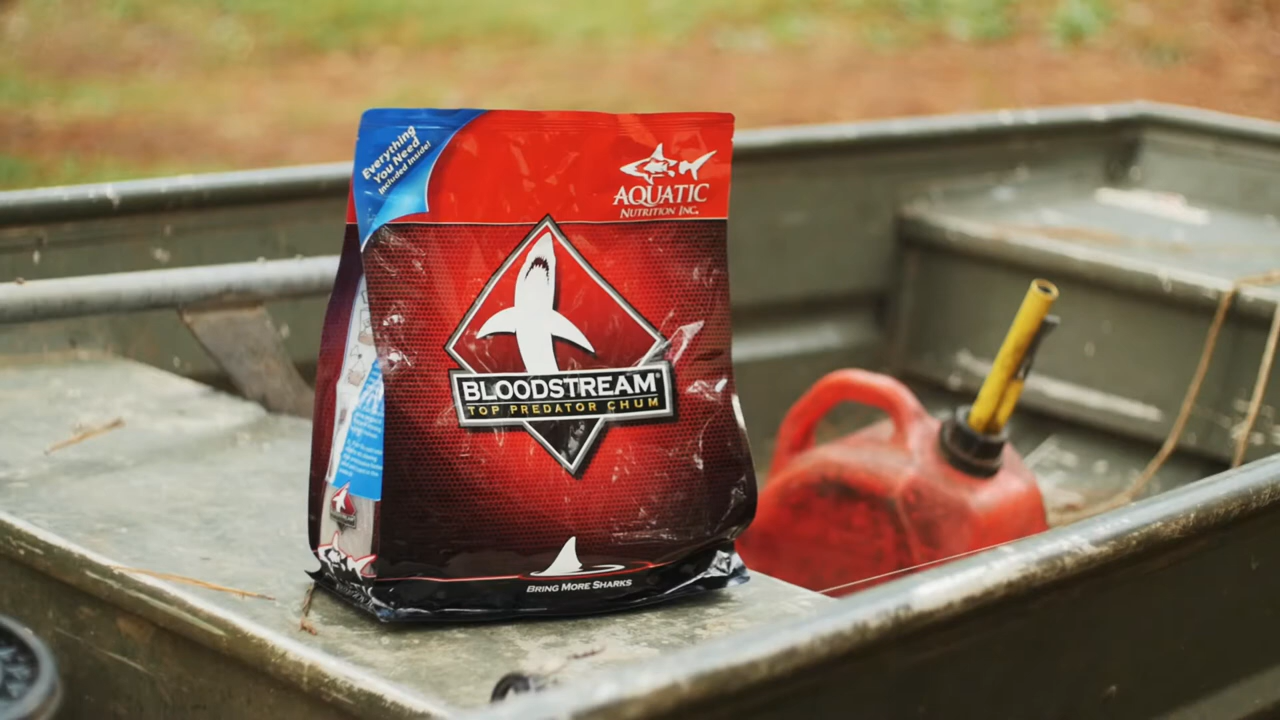 Everything
You Need
Included Inside!
AQUATIC
NUTRITION INC.
BLOODSTREAM®
TOP PREDATOR CHUM
BRING MORE SHARKS